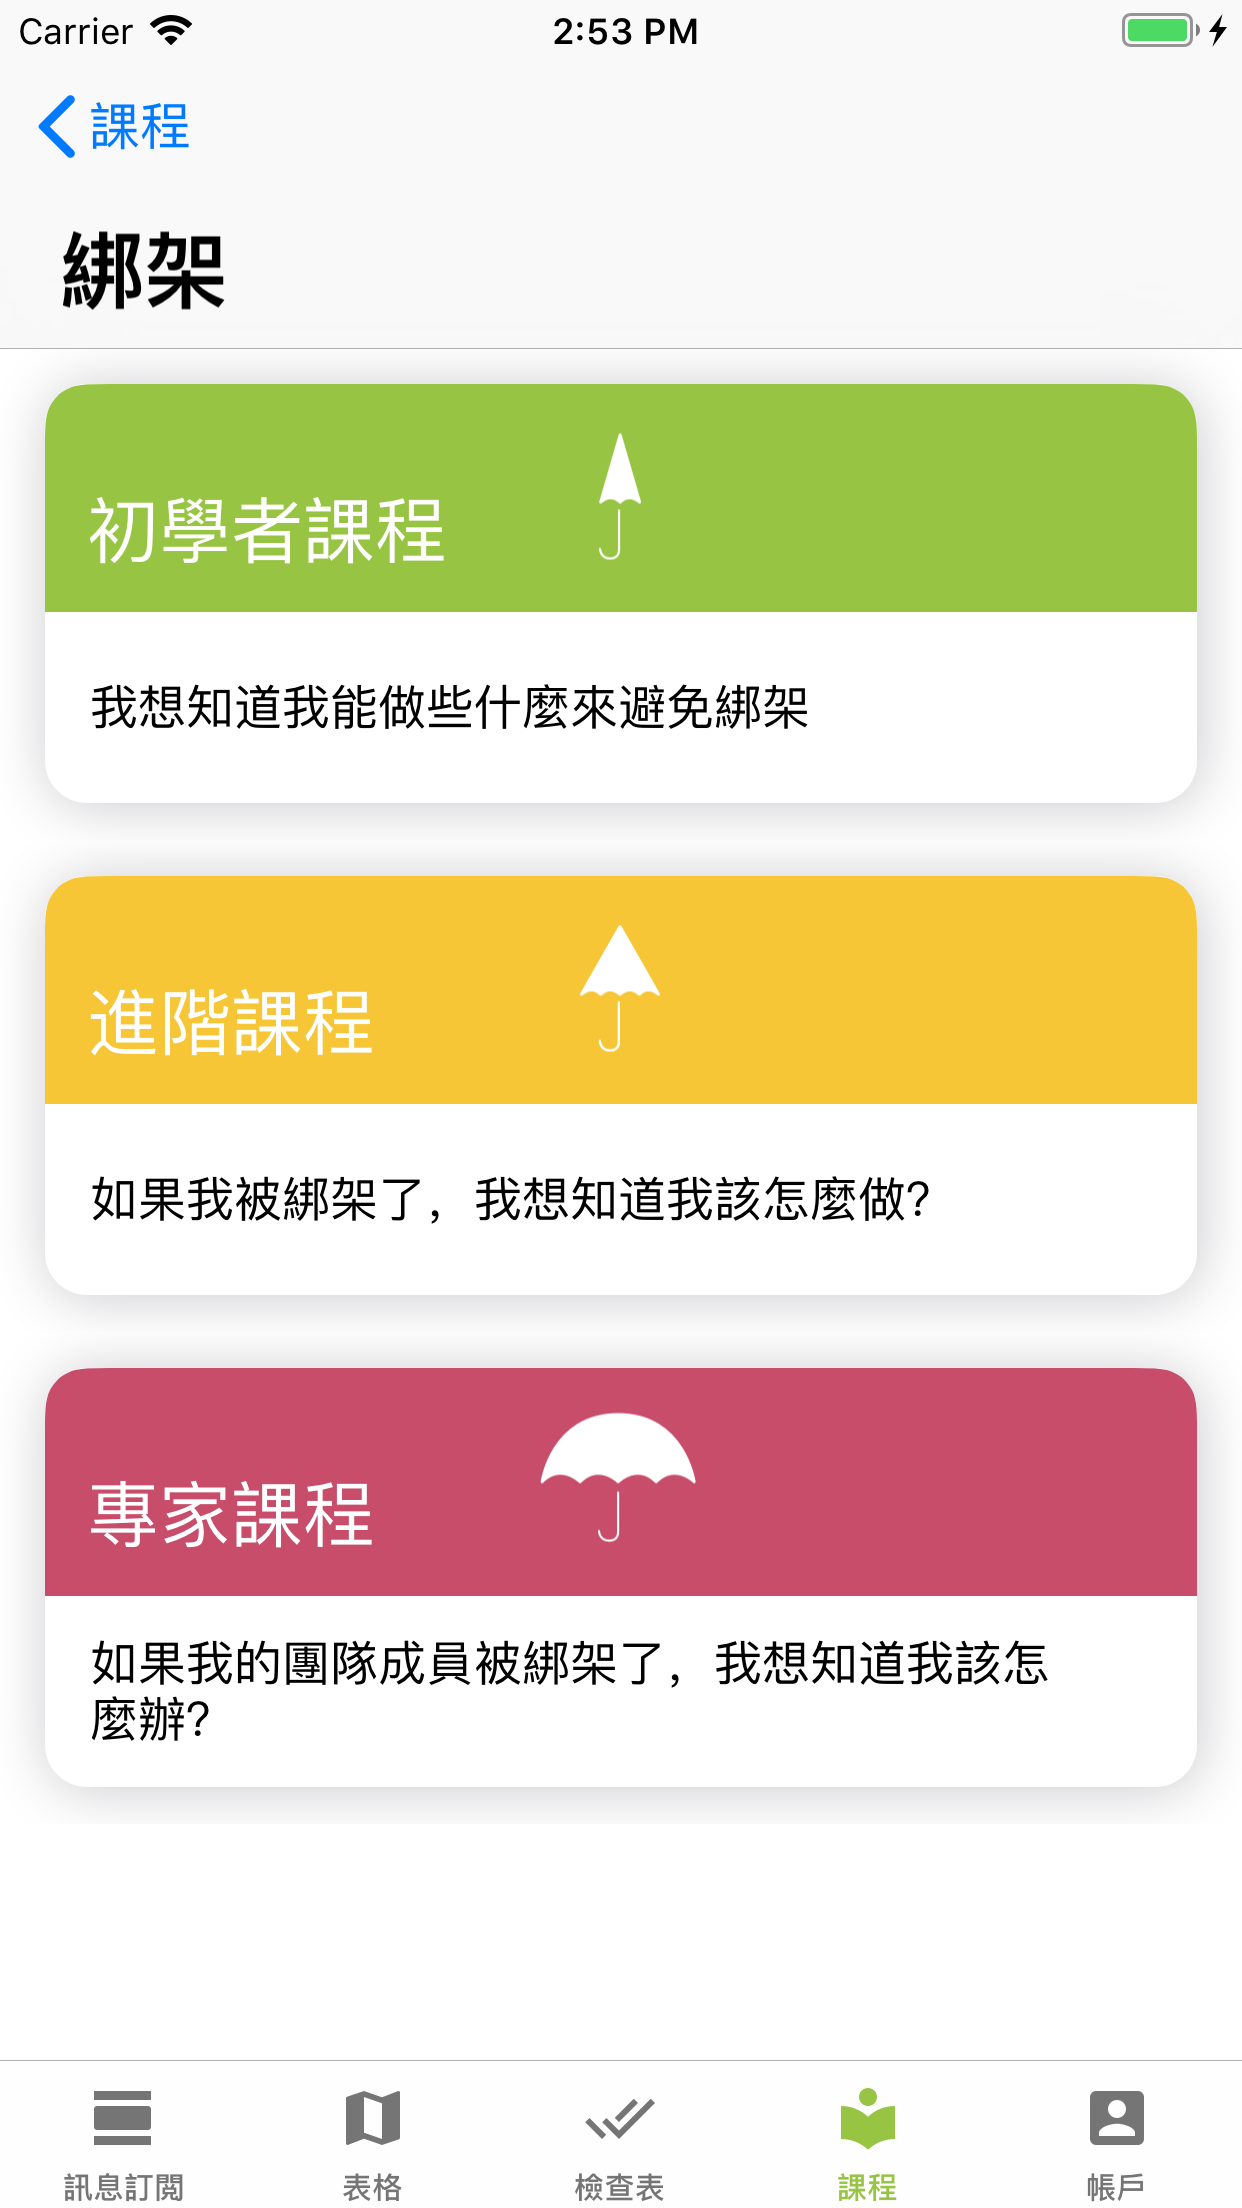 Carrier 2:53 PM
課程
綁架
初學者課程
我想知道我能做些什麼來避免綁架
進階課程
如果我被綁架了，我想知道我該怎麼做?
專家課程
如果我的團隊成員被綁架了，我想知道我該怎
麼辦?
訊息訂閱 表格 檢查表 課程 帳戶